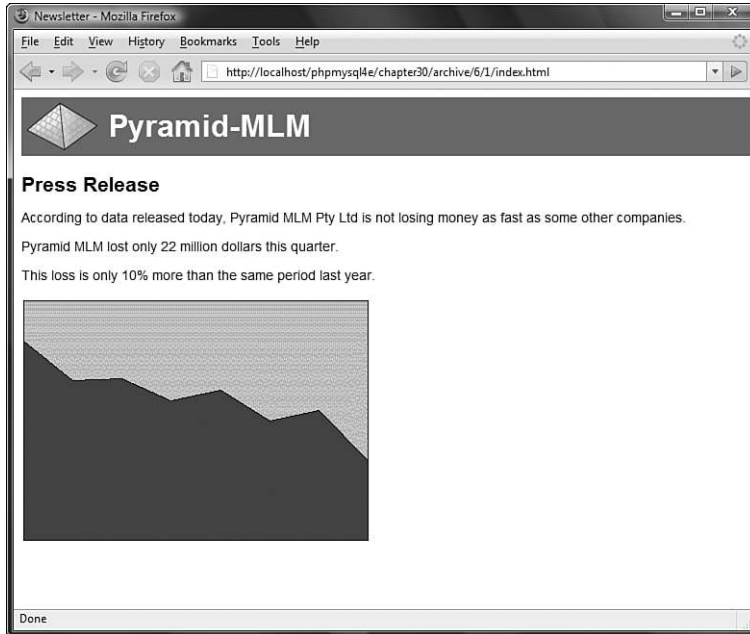 Newsletter - Mozilla Firefox
File Edit View History Bookmarks Tools Help
http://localhost/phpmysql4e/chapter30/archive/6/1/index.html
Pyramid-MLM
Press Release
According to data released today, Pyramid MLM Pty Ltd is not losing money as fast as some other companies.
Pyramid MLM lost only 22 million dollars this quarter.
This loss is only 10% more than the same period last year.
Done